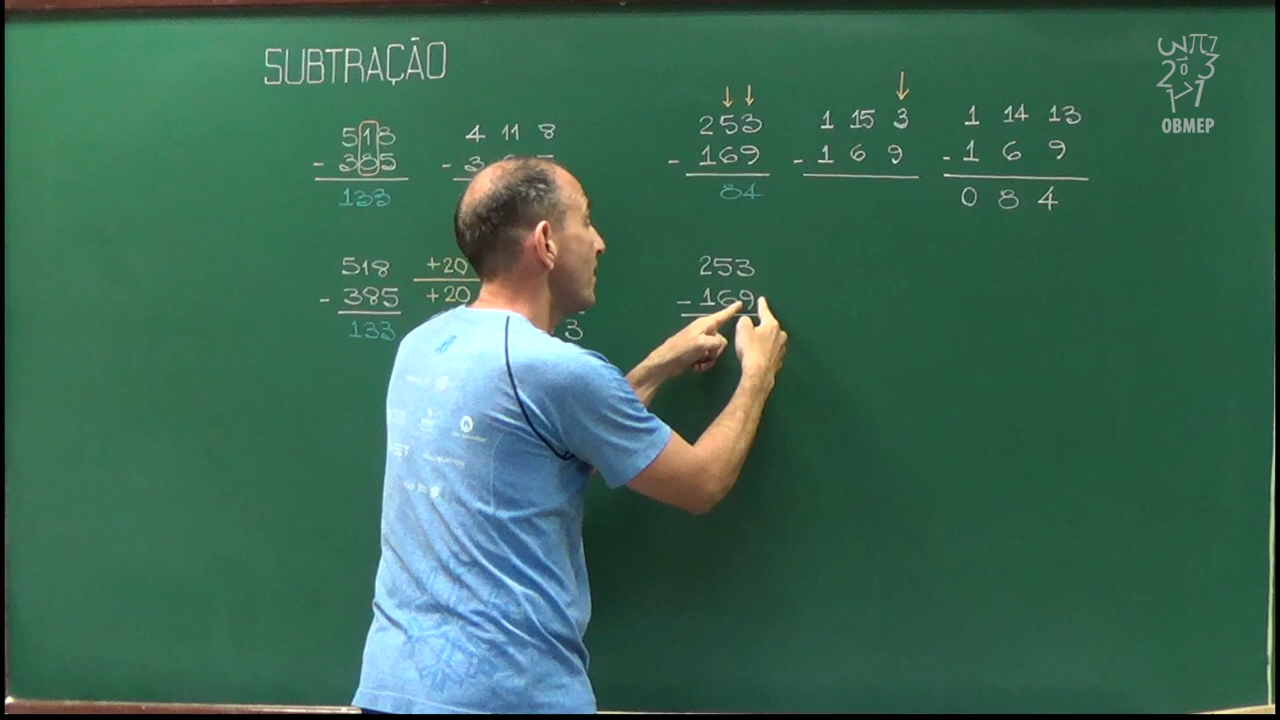 SUBTRAÇÃO
518
- 385
133
4 11 8
- 3
253
- 169
84
1 15 3
- 1 6 9
1 14 13
- 1 6 9
0 8 4
518
- 385
133
+20
+20
3
253
- 169
OBMEP